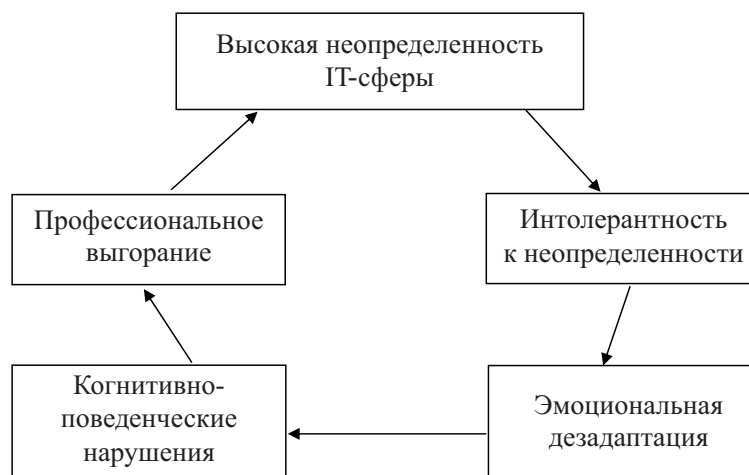 Высокая неопределенность
IT-сферы
Профессиональное
выгорание
Интолерантность
к неопределенности
Когнитивно-
поведенческие
нарушения
Эмоциональная
дезадаптация